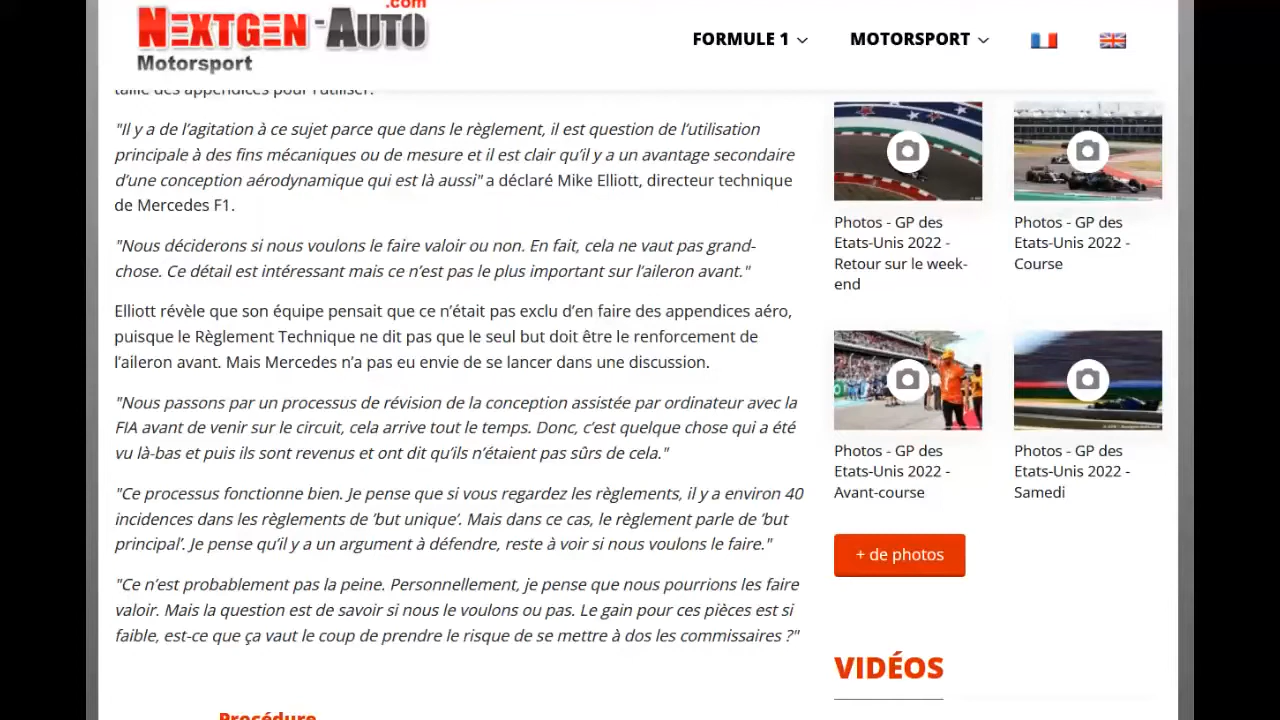 .com
NEXTGEN-AUTO
Motorsport
FORMULE 1
MOTORSPORT
taille des appendices pour l'utiliser.
"Il y a de l’agitation à ce sujet parce que dans le règlement, il est question de l’utilisation
principale à des fins mécaniques ou de mesure et il est clair qu’il y a un avantage secondaire
d’une conception aérodynamique qui est là aussi" a déclaré Mike Elliott, directeur technique
de Mercedes F1.
"Nous déciderons si nous voulons le faire valoir ou non. En fait, cela ne vaut pas grand-
chose. Ce détail est intéressant mais ce n’est pas le plus important sur l’aileron avant."
Elliott révèle que son équipe pensait que ce n’était pas exclu d’en faire des appendices aéro,
puisque le Règlement Technique ne dit pas que le seul but doit être le renforcement de
l’aileron avant. Mais Mercedes n’a pas eu envie de se lancer dans une discussion.
"Nous passons par un processus de révision de la conception assistée par ordinateur avec la
FIA avant de venir sur le circuit, cela arrive tout le temps. Donc, c’est quelque chose qui a été
vu là-bas et puis ils sont revenus et ont dit qu’ils n’étaient pas sûrs de cela."
"Ce processus fonctionne bien. Je pense que si vous regardez les règlements, il y a environ 40
incidences dans les règlements de ’but unique’. Mais dans ce cas, le règlement parle de ’but
principal’. Je pense qu’il y a un argument à défendre, reste à voir si nous voulons le faire."
"Ce n’est probablement pas la peine. Personnellement, je pense que nous pourrions les faire
valoir. Mais la question est de savoir si nous le voulons ou pas. Le gain pour ces pièces est si
faible, est-ce que ça vaut le coup de prendre le risque de se mettre à dos les commissaires ?"
Procédure
Photos - GP des
Etats-Unis 2022 -
Retour sur le week-
end
Photos - GP des
Etats-Unis 2022 -
Course
Photos - GP des
Etats-Unis 2022 -
Avant-course
Photos - GP des
Etats-Unis 2022 -
Samedi
+ de photos
VIDÉOS